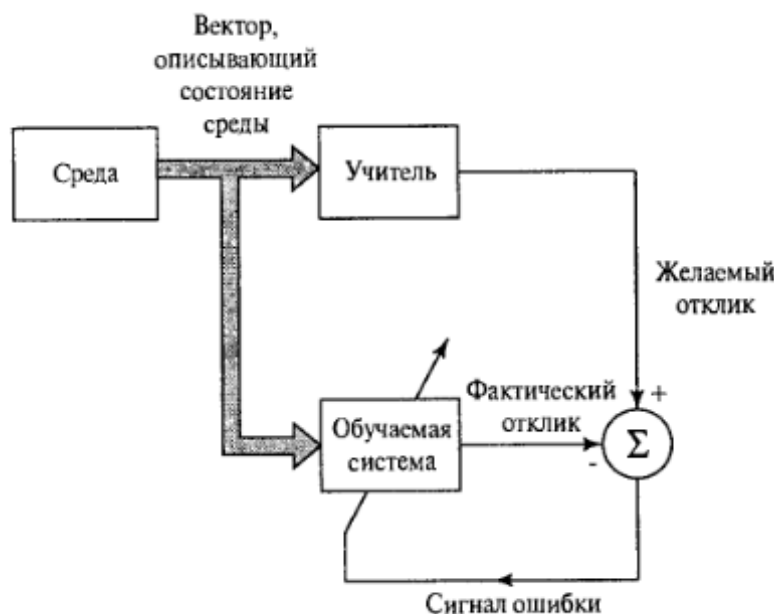 Вектор,
описывающий
состояние
среды
Среда
Учитель
Желаемый
отклик
Фактический
отклик
+
Обучаемая
система
-
Σ
Сигнал ошибки